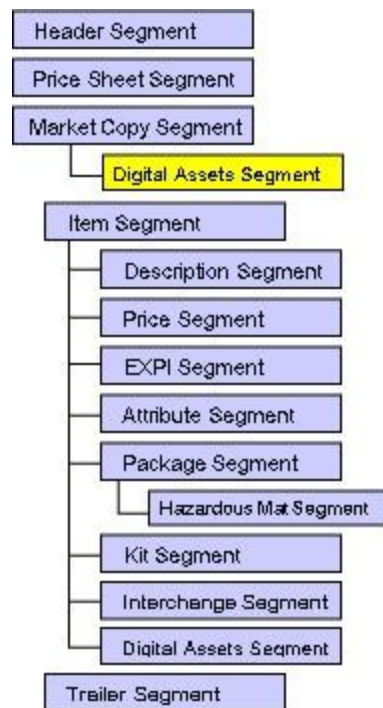 Header Segment
Price Sheet Segment
Market Copy Segment
Digital Assets Segment
Item Segment
Description Segment
Price Segment
EXPI Segment
Attribute Segment
Package Segment
Hazardous Mat Segment
Kit Segment
Interchange Segment
Digital Assets Segment
Trailer Segment